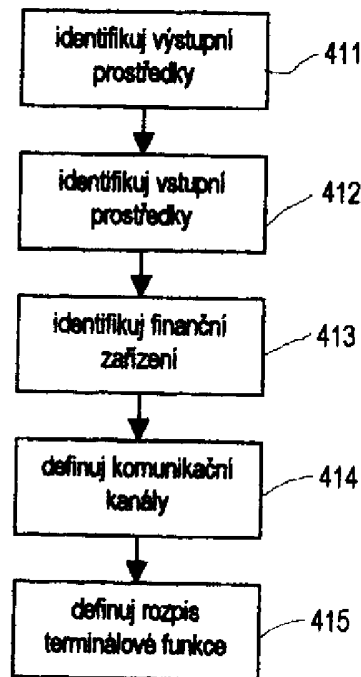 identifikuj výstupní
prostředky
411
identifikuj vstupní
prostředky
412
identifikuj finanční
zařízení
413
definuj komunikační
kanály
414
definuj rozpis
terminálové funkce
415